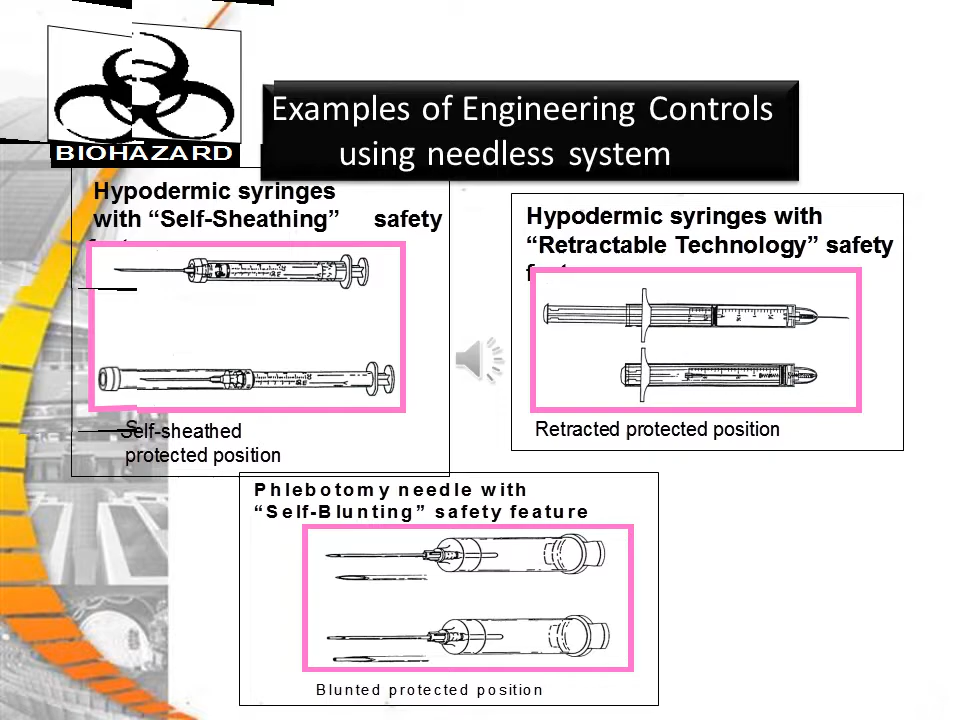 Examples of Engineering Controls
using needless system
BIOHAZARD
Hypodermic syringes
with “Self-Sheathing” safety
Self-sheathed
protected position
Hypodermic syringes with
“Retractable Technology” safety
Retracted protected position
Phlebotomy needle with
“Self-Blunting” safety feature
Blunted protected position